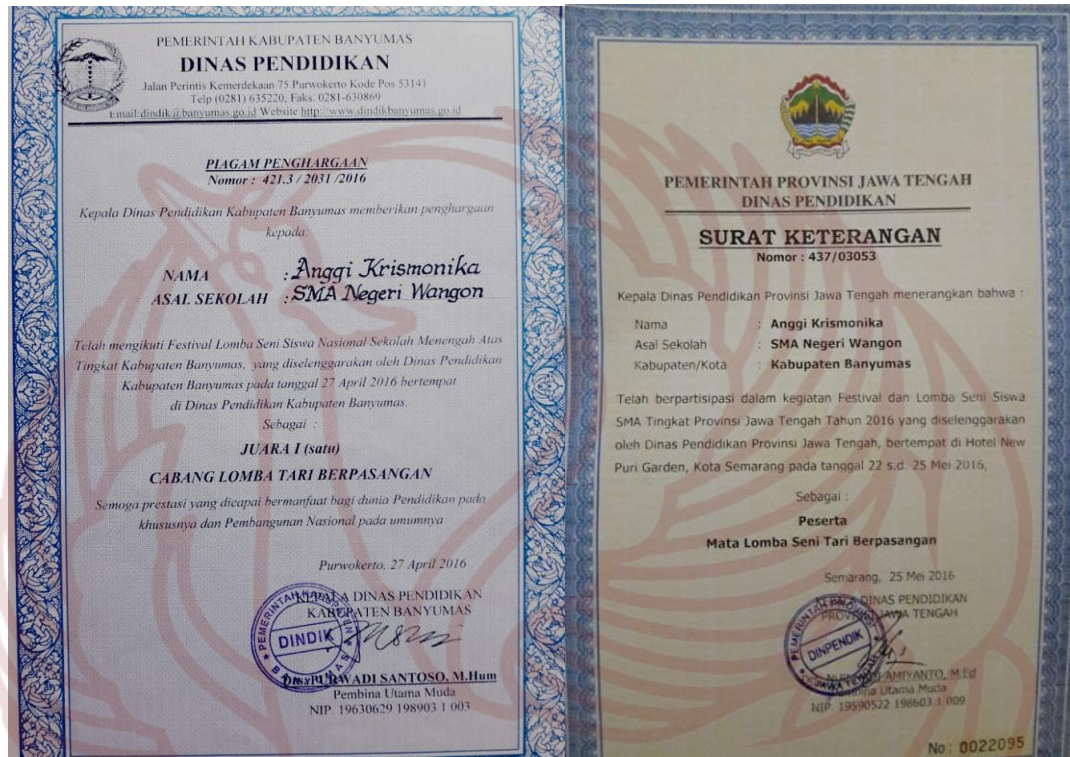 PEMERINTAH KABUPATEN BANYUMAS
DINAS PENDIDIKAN
Jalan Perintis Kemerdekaan 75 Purwokerto Kode Pos 53141
Telp (0281) 635220, Faks. 0281-630869
Email:dindik@banyumas.go.id Website http://www.dindikbanyumas.go.id
PIAGAM PENGHARGAAN
Nomor : 421.3 / 2031 /2016
Kepala Dinas Pendidikan Kabupaten Banyumas memberikan penghargaan
kepada:
NAMA : Anggi Krismonika
ASAL SEKOLAH : SMA Negeri Wangon
Telah mengikuti Festival Lomba Seni Siswa Nasional Sekolah Menengah Atas
Tingkat Kabupaten Banyumas, yang diselenggarakan oleh Dinas Pendidikan
Kabupaten Banyumas pada tanggal 27 April 2016 bertempat
di Dinas Pendidikan Kabupaten Banyumas.
Sebagai :
JUARA I (satu)
CABANG LOMBA TARI BERPASANGAN
Semoga prestasi yang dicapai bermanfaat bagi dunia Pendidikan pada
khususnya dan Pembangunan Nasional pada umumnya
Purwokerto, 27 April 2016
KEPALA DINAS PENDIDIKAN
KABUPATEN BANYUMAS
DINDIK
Drs. PURWADI SANTOSO, M.Hum
Pembina Utama Muda
NIP. 19630629 198903 1 003
PEMERINTAH PROVINSI JAWA TENGAH
DINAS PENDIDIKAN
SURAT KETERANGAN
Nomor : 437/03053
Kepala Dinas Pendidikan Provinsi Jawa Tengah menerangkan bahwa :
Nama : Anggi Krismonika
Asal Sekolah : SMA Negeri Wangon
Kabupaten/Kota : Kabupaten Banyumas
Telah berpartisipasi dalam kegiatan Festival dan Lomba Seni Siswa
SMA Tingkat Provinsi Jawa Tengah Tahun 2016 yang diselenggarakan
oleh Dinas Pendidikan Provinsi Jawa Tengah, bertempat di Hotel New
Puri Garden, Kota Semarang pada tanggal 22 s.d. 25 Mei 2016,
Sebagai :
Peserta
Mata Lomba Seni Tari Berpasangan
Semarang, 25 Mei 2016
KEPALA DINAS PENDIDIKAN
PROVINSI JAWA TENGAH
DINPENDIK
AMIYANTO, M.Ed
Pembina Utama Muda
NIP. 19590522 198603 1 009
No : 0022095